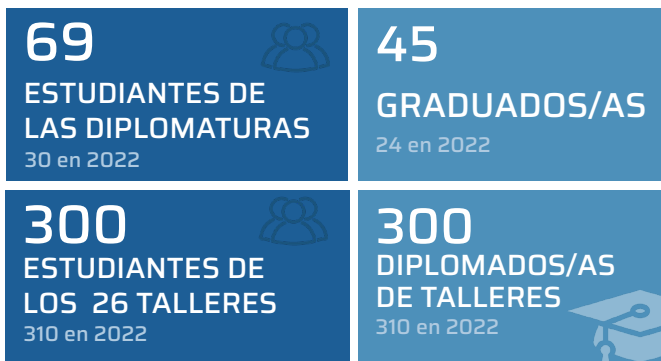 69
ESTUDIANTES DE
LAS DIPLOMATURAS
30 en 2022
45
GRADUADOS/AS
24 en 2022
300
ESTUDIANTES DE
LOS 26 TALLERES
310 en 2022
300
DIPLOMADOS/AS
DE TALLERES
310 en 2022